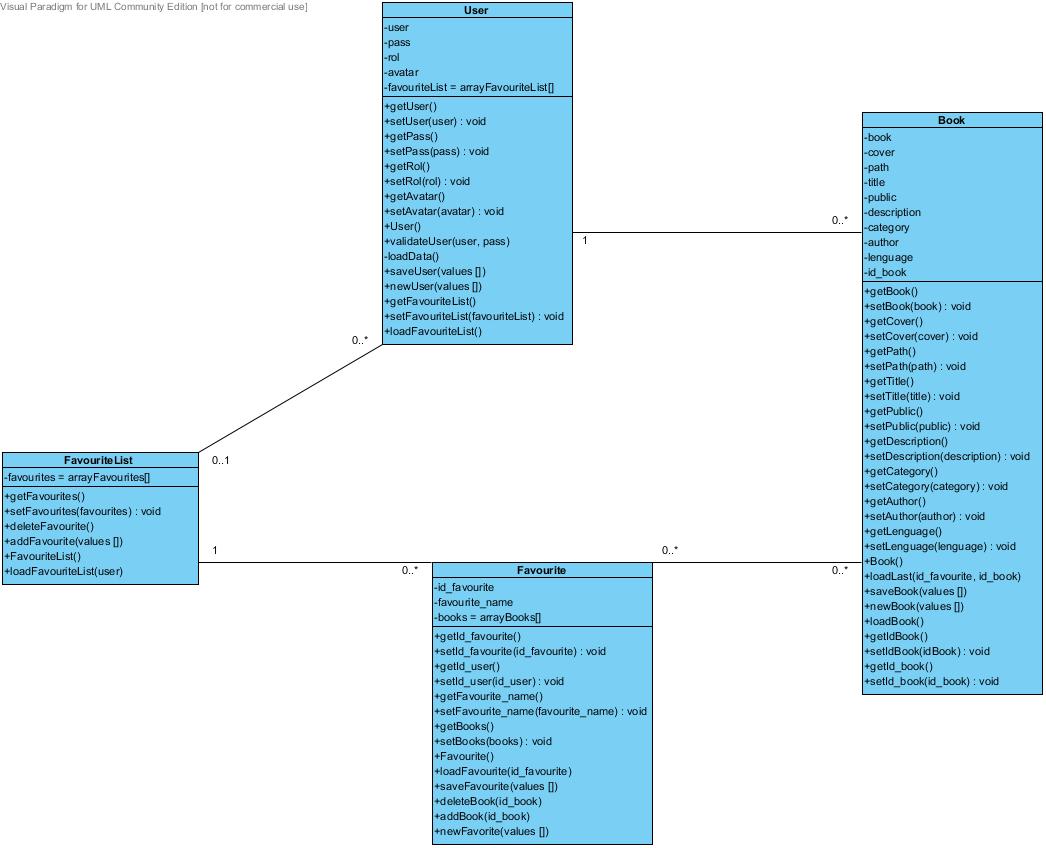 Visual Paradigm for UML Community Edition [not for commercial use]
User
-user
-pass
-rol
-avatar
-favouriteList = arrayFavouriteList[]
+getUser()
+setUser(user) : void
+getPass()
+setPass(pass) : void
+getRol()
+setRol(rol) : void
+getAvatar()
+setAvatar(avatar) : void
+User()
+validateUser(user, pass)
-loadData()
+saveUser(values [])
+newUser(values [])
+getFavouriteList()
+setFavouriteList(favouriteList) : void
+loadFavouriteList()
1
0..*
Book
-book
-cover
-path
-title
-public
-description
-category
-author
-lenguage
-id_book
+getBook()
+setBook(book) : void
+getCover()
+setCover(cover) : void
+getPath()
+setPath(path) : void
+getTitle()
+setTitle(title) : void
+getPublic()
+setPublic(public) : void
+getDescription()
+setDescription(description) : void
+getCategory()
+setCategory(category) : void
+getAuthor()
+setAuthor(author) : void
+getLenguage()
+setLenguage(lenguage) : void
+Book()
+loadLast(id_favourite, id_book)
+saveBook(values [])
+newBook(values [])
+loadBook()
+getIdBook()
+setIdBook(idBook) : void
+getId_book()
+setId_book(id_book) : void
0..*
0..1
FavouriteList
-favourites = arrayFavourites[]
+getFavourites()
+setFavourites(favourites) : void
+deleteFavourite()
+addFavourite(values [])
+FavouriteList()
+loadFavouriteList(user)
1
0..*
0..*
0..*
Favourite
-id_favourite
-favourite_name
-books = arrayBooks[]
+getId_favourite()
+setId_favourite(id_favourite) : void
+getId_user()
+setId_user(id_user) : void
+getFavourite_name()
+setFavourite_name(favourite_name) : void
+getBooks()
+setBooks(books) : void
+Favourite()
+loadFavourite(id_favourite)
+saveFavourite(values [])
+deleteBook(id_book)
+addBook(id_book)
+newFavorite(values [])